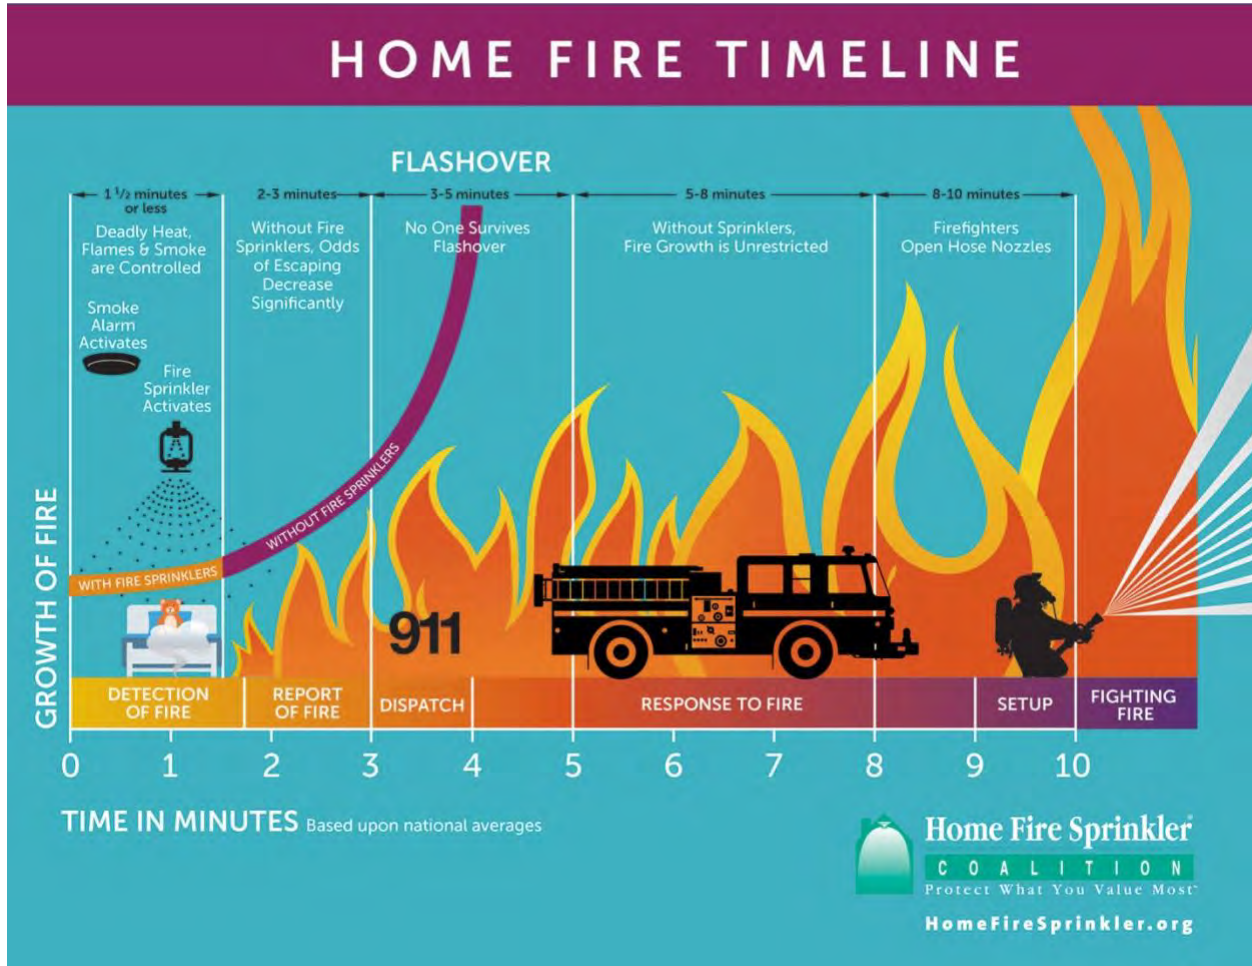 HOME FIRE TIMELINE
FLASHOVER
1 ½ minutes
or less
2-3 minutes
3-5 minutes
5-8 minutes
8-10 minutes
Deadly Heat,
Flames & Smoke
are Controlled
Without Fire
Sprinklers, Odds
of Escaping
Decrease
Significantly
No One Survives
Flashover
Without Sprinklers,
Fire Growth is Unrestricted
Firefighters
Open Hose Nozzles
Smoke
Alarm
Activates
Fire
Sprinkler
Activates
WITH FIRE SPRINKLERS
WITHOUT FIRE SPRINKLERS
GROWTH OF FIRE
911
DETECTION
OF FIRE
REPORT
OF FIRE
DISPATCH
RESPONSE TO FIRE
SETUP
FIGHTING
FIRE
0 1 2 3 4 5 6 7 8 9 10
TIME IN MINUTES Based upon national averages
Home Fire Sprinkler®
COALITION
Protect What You Value Most™
HomeFireSprinkler.org